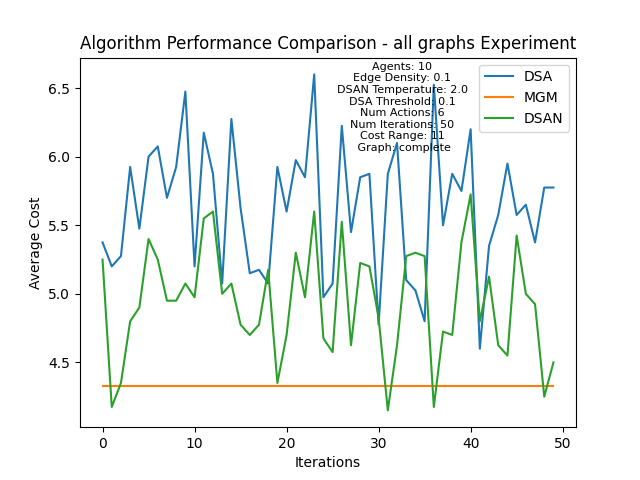 Algorithm Performance Comparison - all graphs Experiment
Agents: 10
Edge Density: 0.1
DSAN Temperature: 2.0
DSA Threshold: 0.1
Num Actions: 6
Num Iterations: 50
Cost Range: 11
Graph: complete
DSA
MGM
DSAN
6.5
6.0
5.5
5.0
4.5
Average Cost
0 10 20 30 40 50
Iterations